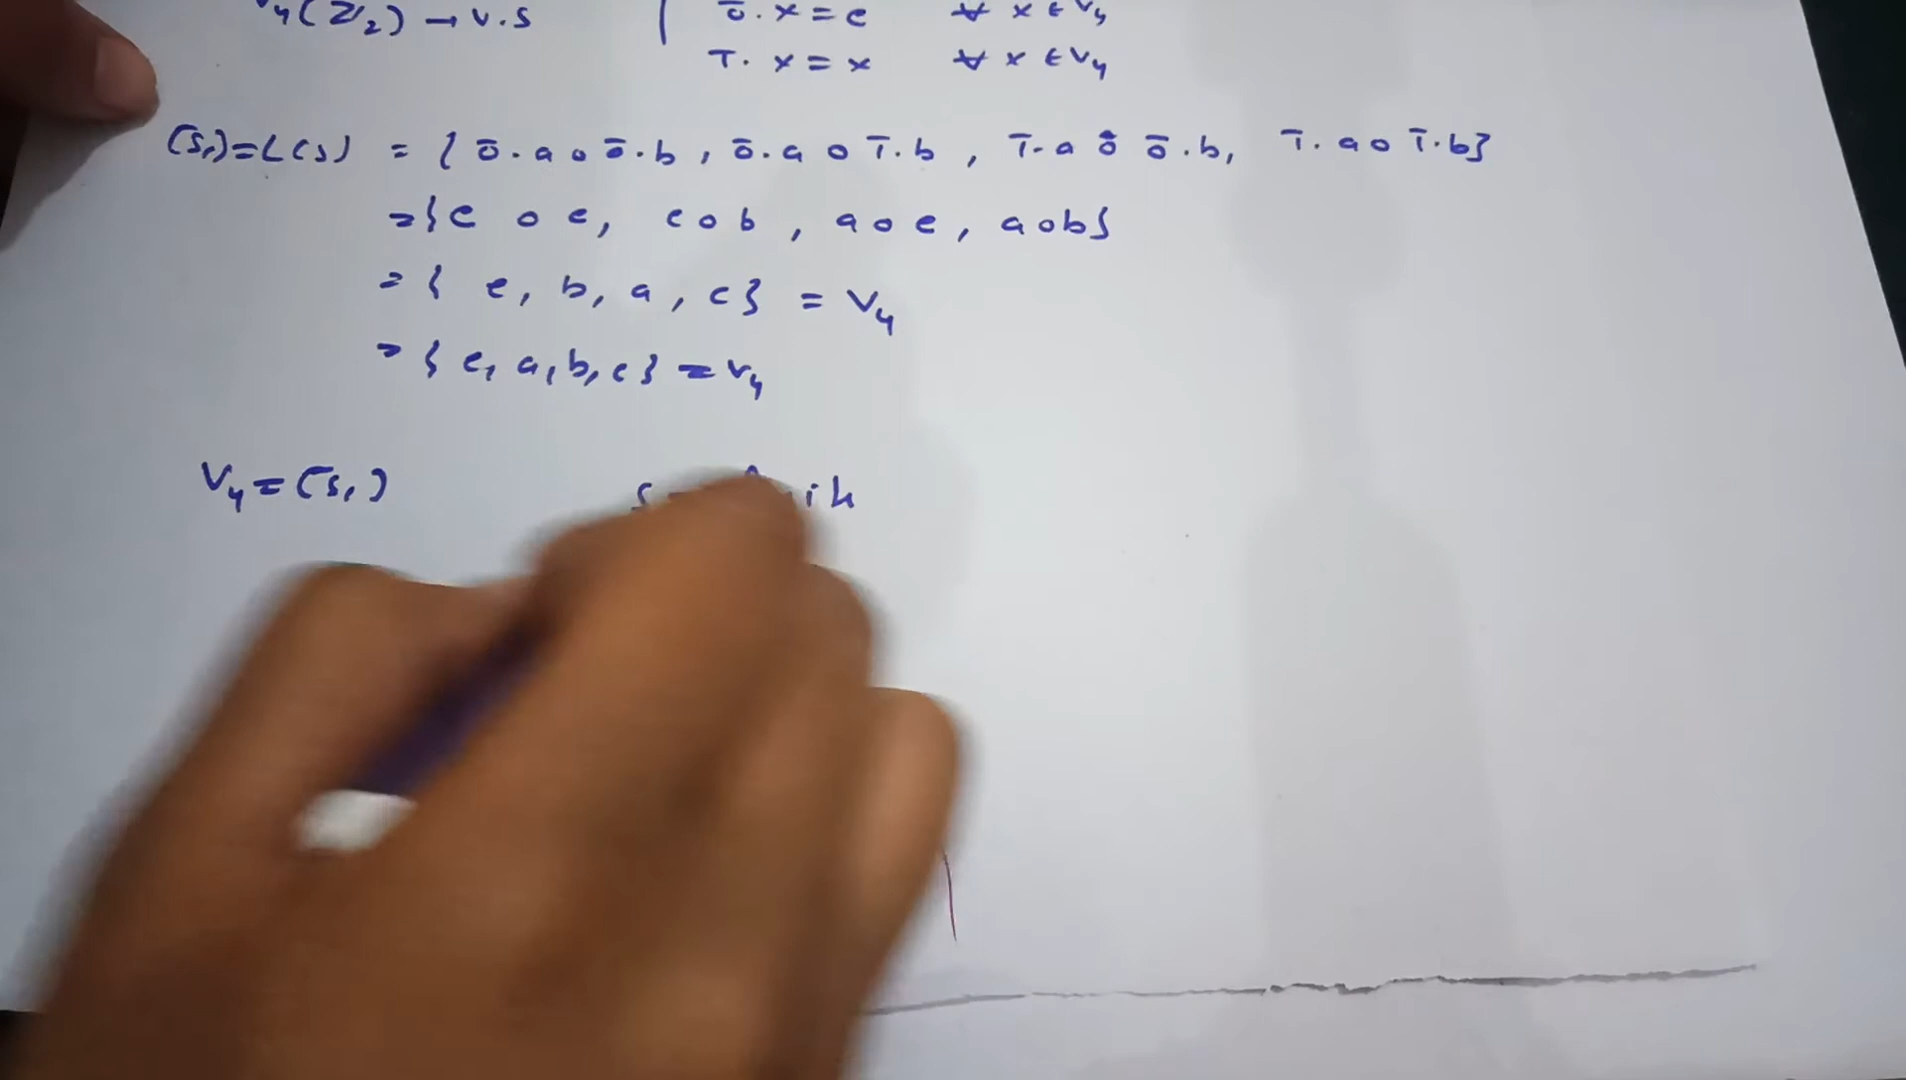 V₄(ℤ₂) → V.S | ō.x = e ∀ x ∈ V₄
1̄. x = x ∀ x ∈ V₄
(S₁) = L(S) = { ō.a o ō.b , ō.a o 1̄.b , 1̄.a o ō.b, 1̄.a o 1̄.b}
= {e o e, e o b , a o e, a o b}
= { e, b, a, c} = V₄
= { e, a, b, c} = V₄
V₄ = (S₁)